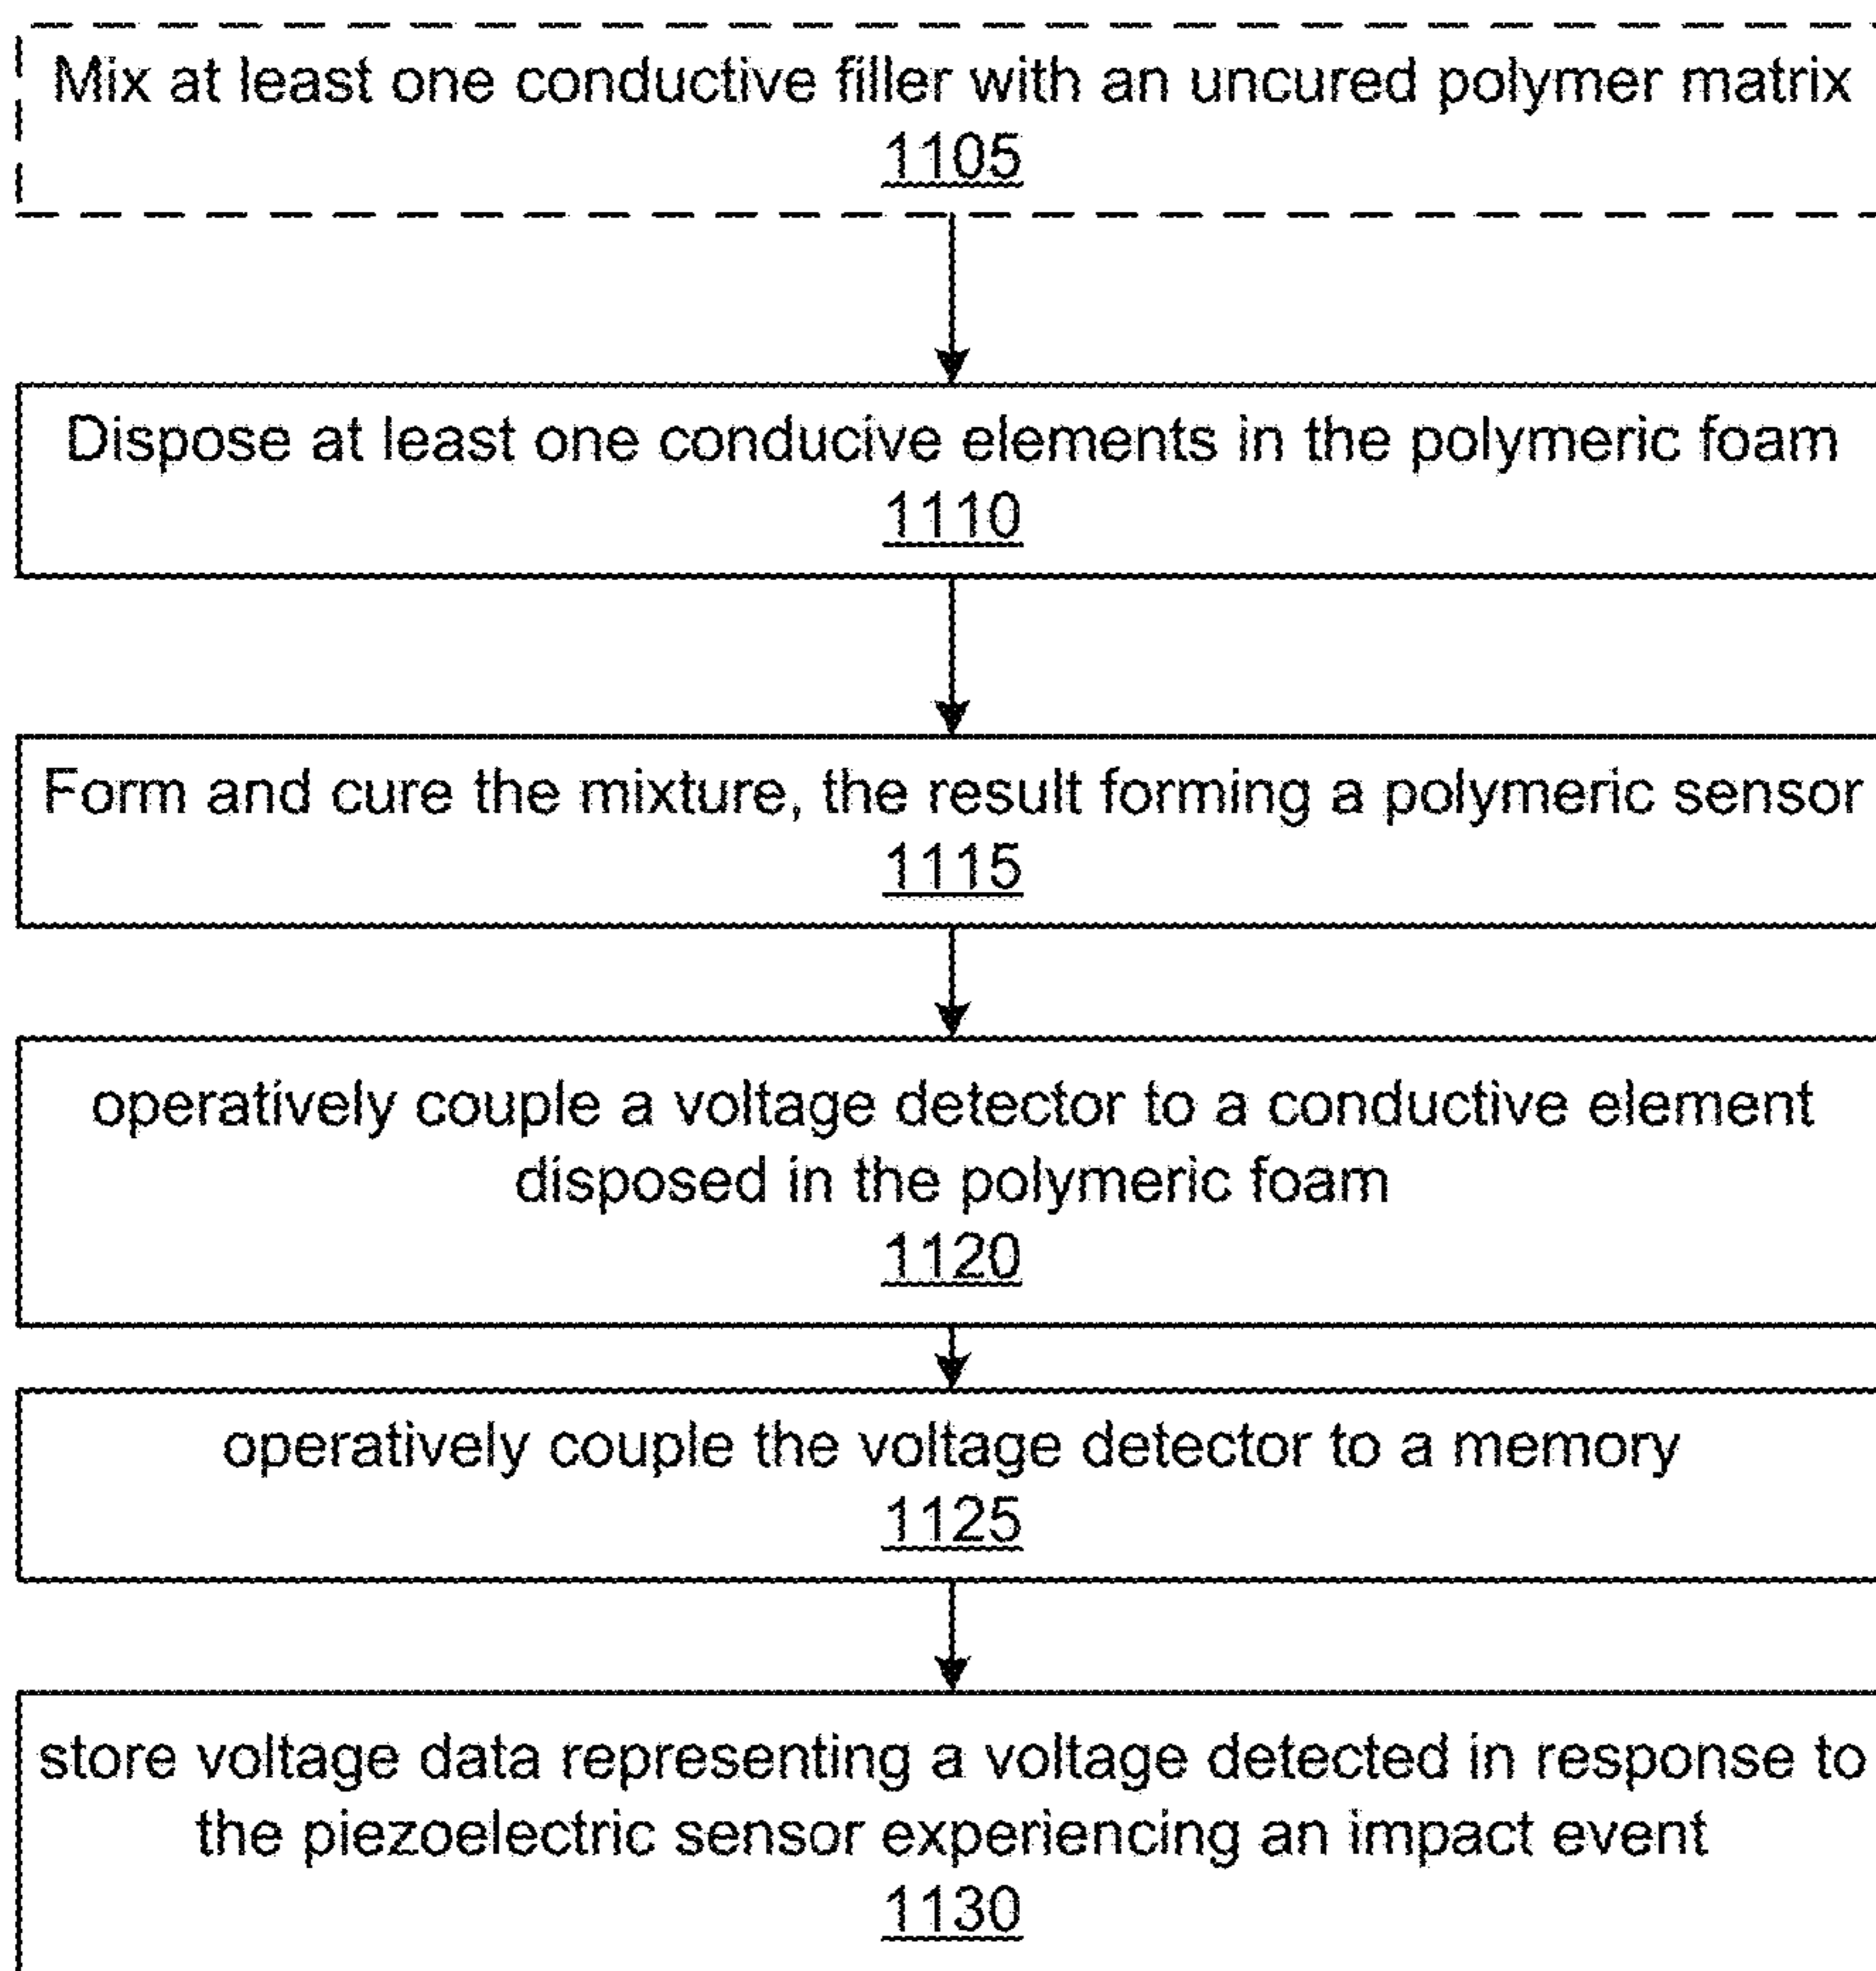 Mix at least one conductive filler with an uncured polymer matrix
1105
Dispose at least one conducive elements in the polymeric foam
1110
Form and cure the mixture, the result forming a polymeric sensor
1115
operatively couple a voltage detector to a conductive element
disposed in the polymeric foam
1120
operatively couple the voltage detector to a memory
1125
store voltage data representing a voltage detected in response to
the piezoelectric sensor experiencing an impact event
1130